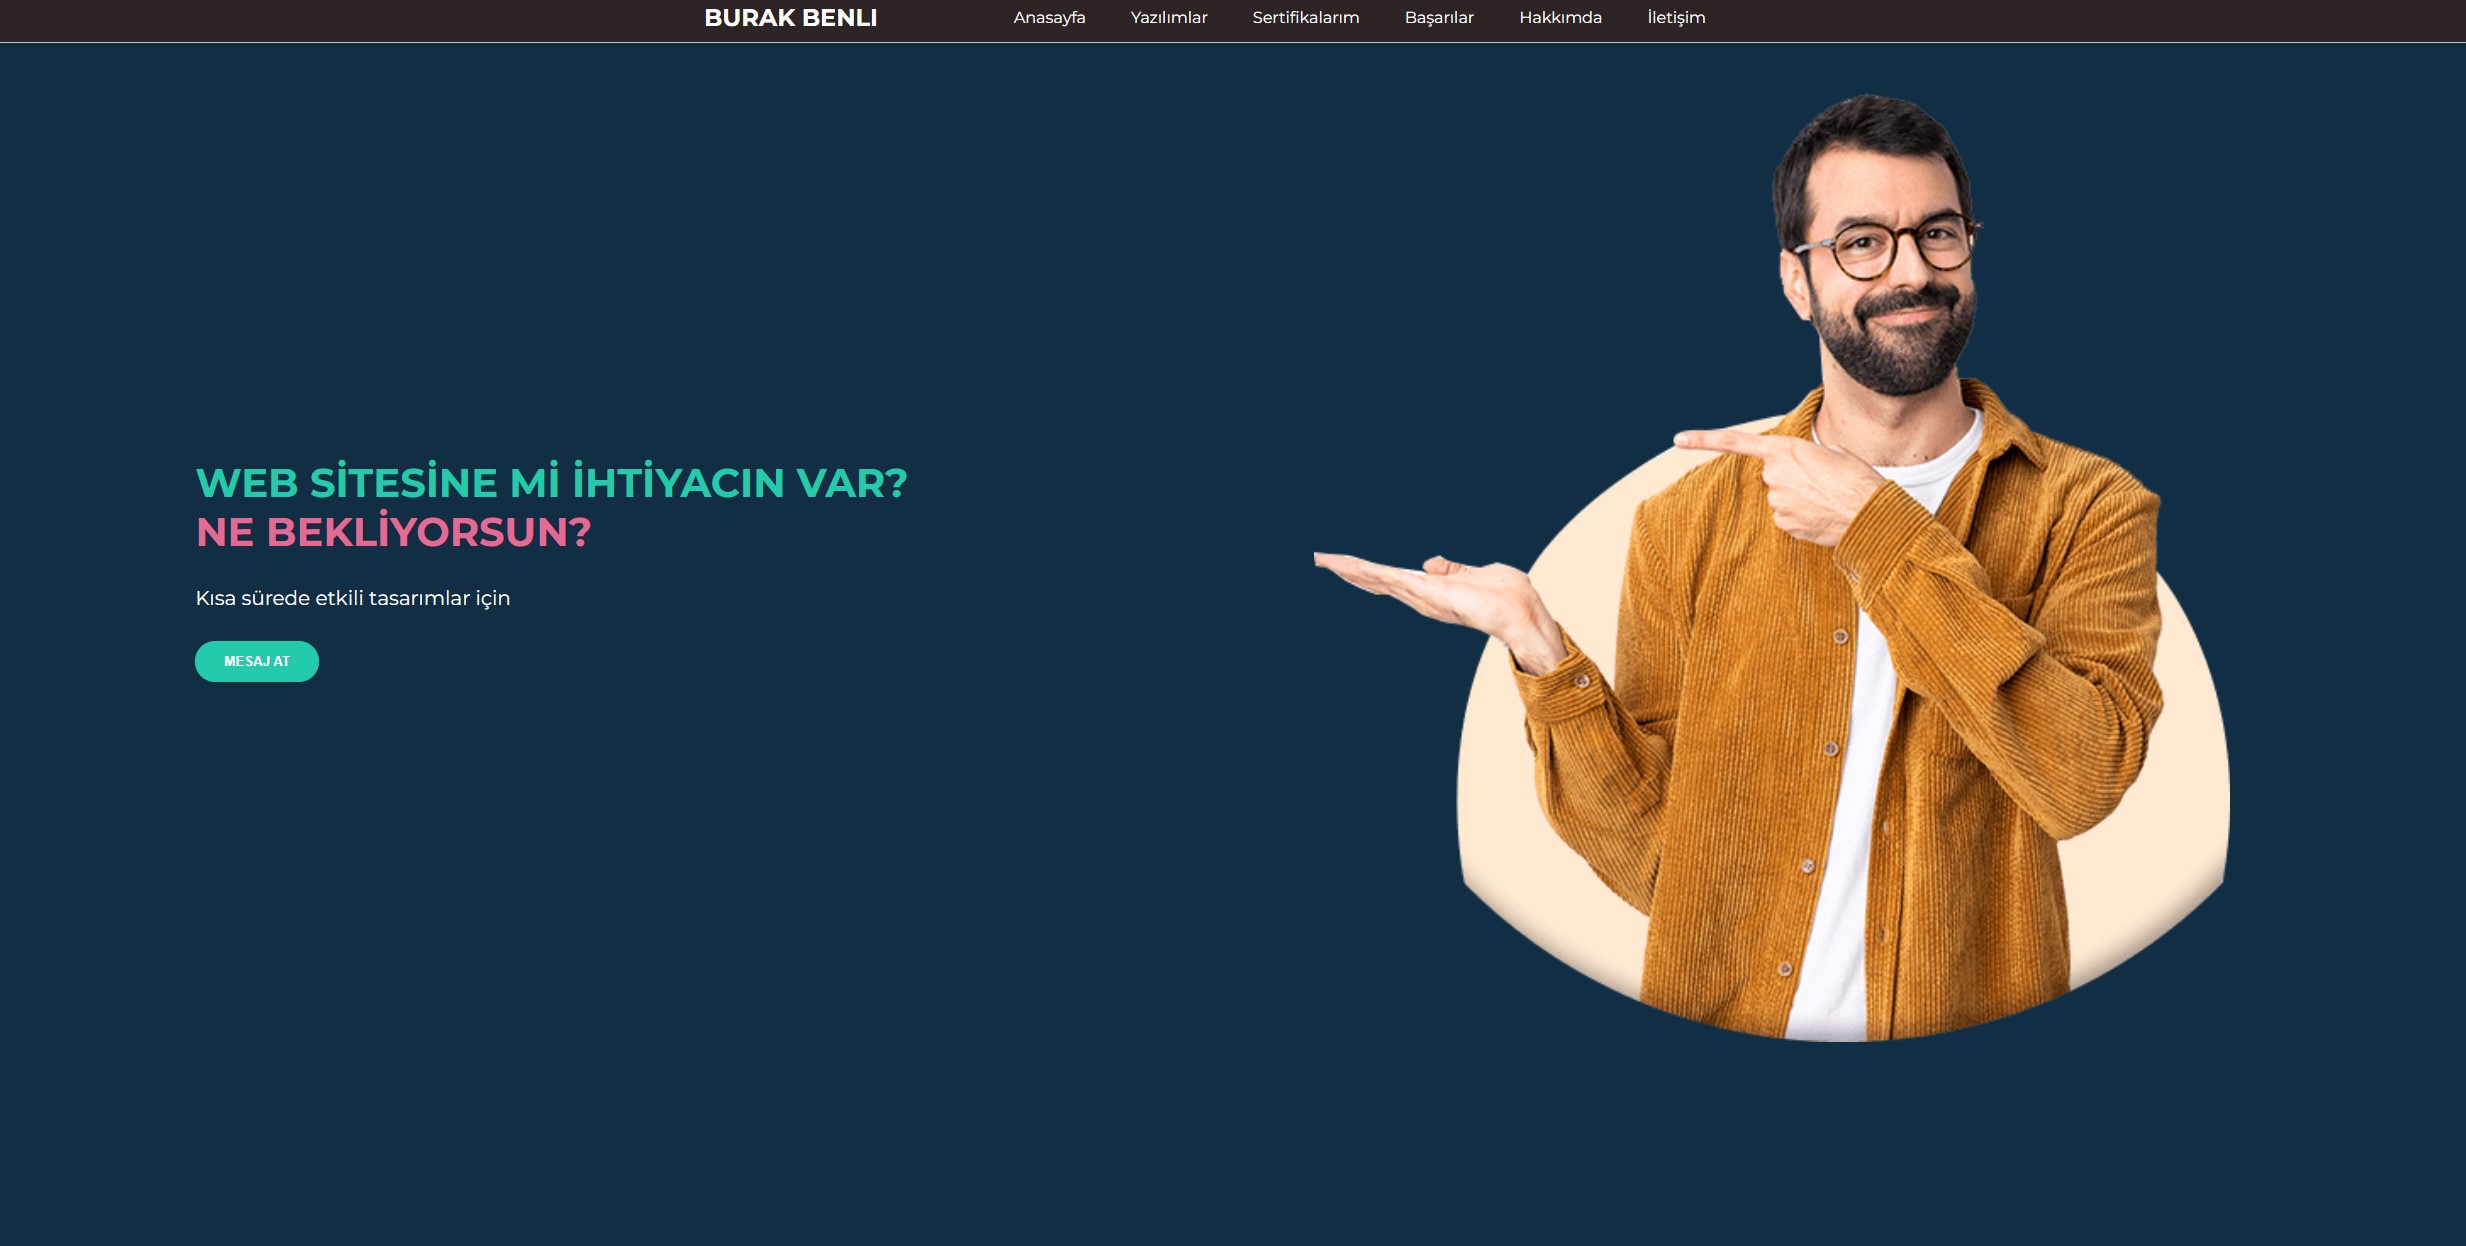 BURAK BENLI
Anasayfa Yazılımlar Sertifikalarım Başarılar Hakkımda İletişim
WEB SİTESİNE Mİ İHTİYACIN VAR?
NE BEKLİYORSUN?
Kısa sürede etkili tasarımlar için
MESAJ AT